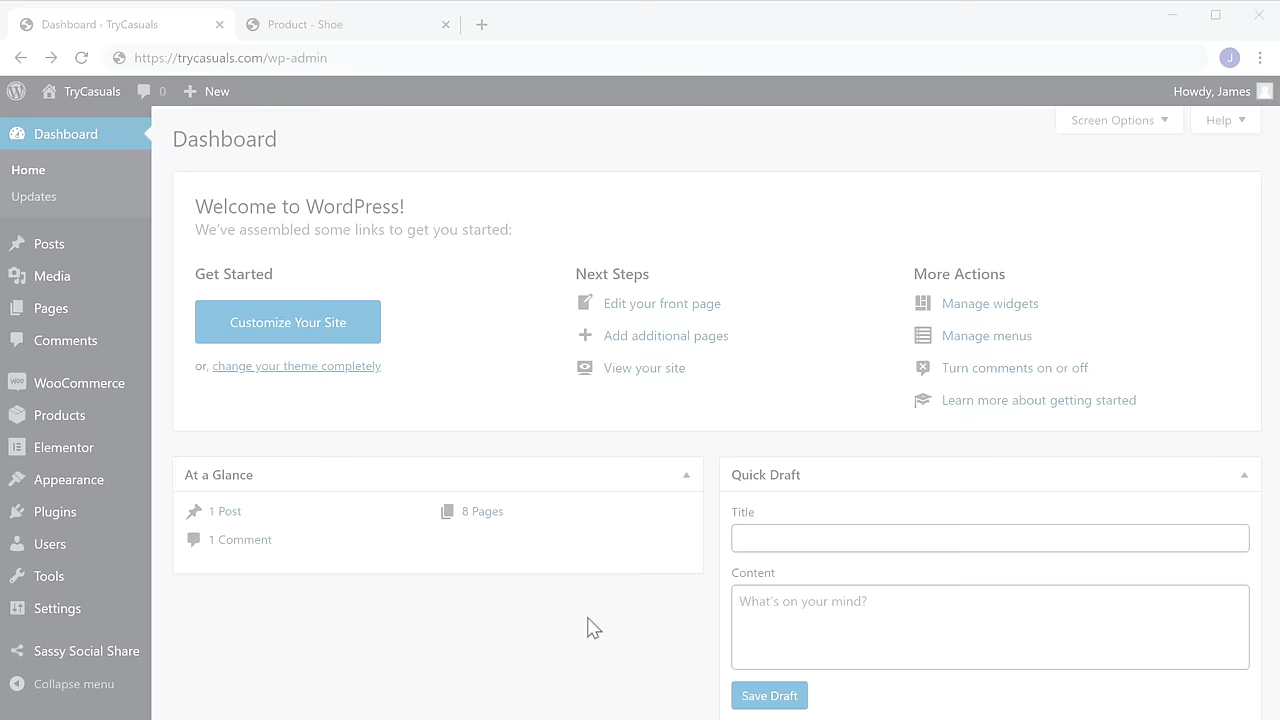 Dashboard ‹ TryCasuals
Product - Shoe
https://trycasuals.com/wp-admin
J
TryCasuals
0
New
Howdy, James
Dashboard
Home
Updates
Posts
Media
Pages
Comments
WooCommerce
Products
Elementor
Appearance
Plugins
Users
Tools
Settings
Sassy Social Share
Collapse menu
Dashboard
Screen Options
Help
Welcome to WordPress!
We've assembled some links to get you started:
Get Started
Customize Your Site
or, change your theme completely
Next Steps
Edit your front page
Add additional pages
View your site
More Actions
Manage widgets
Manage menus
Turn comments on or off
Learn more about getting started
At a Glance
1 Post
8 Pages
1 Comment
Quick Draft
Title
Content
What's on your mind?
Save Draft